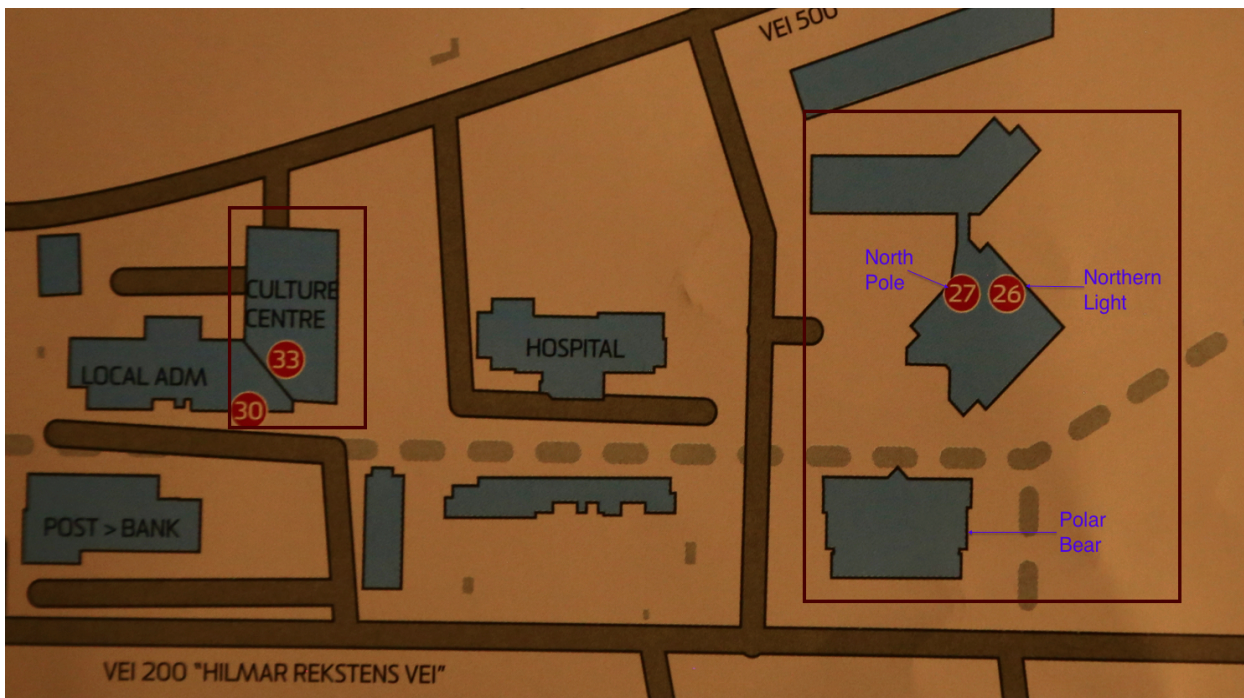 VEI 500
North
Pole
27
26
Northern
Light
CULTURE
CENTRE
33
HOSPITAL
LOCAL ADM
30
POST > BANK
Polar
Bear
VEI 200 "HILMAR REKSTENS VEI"